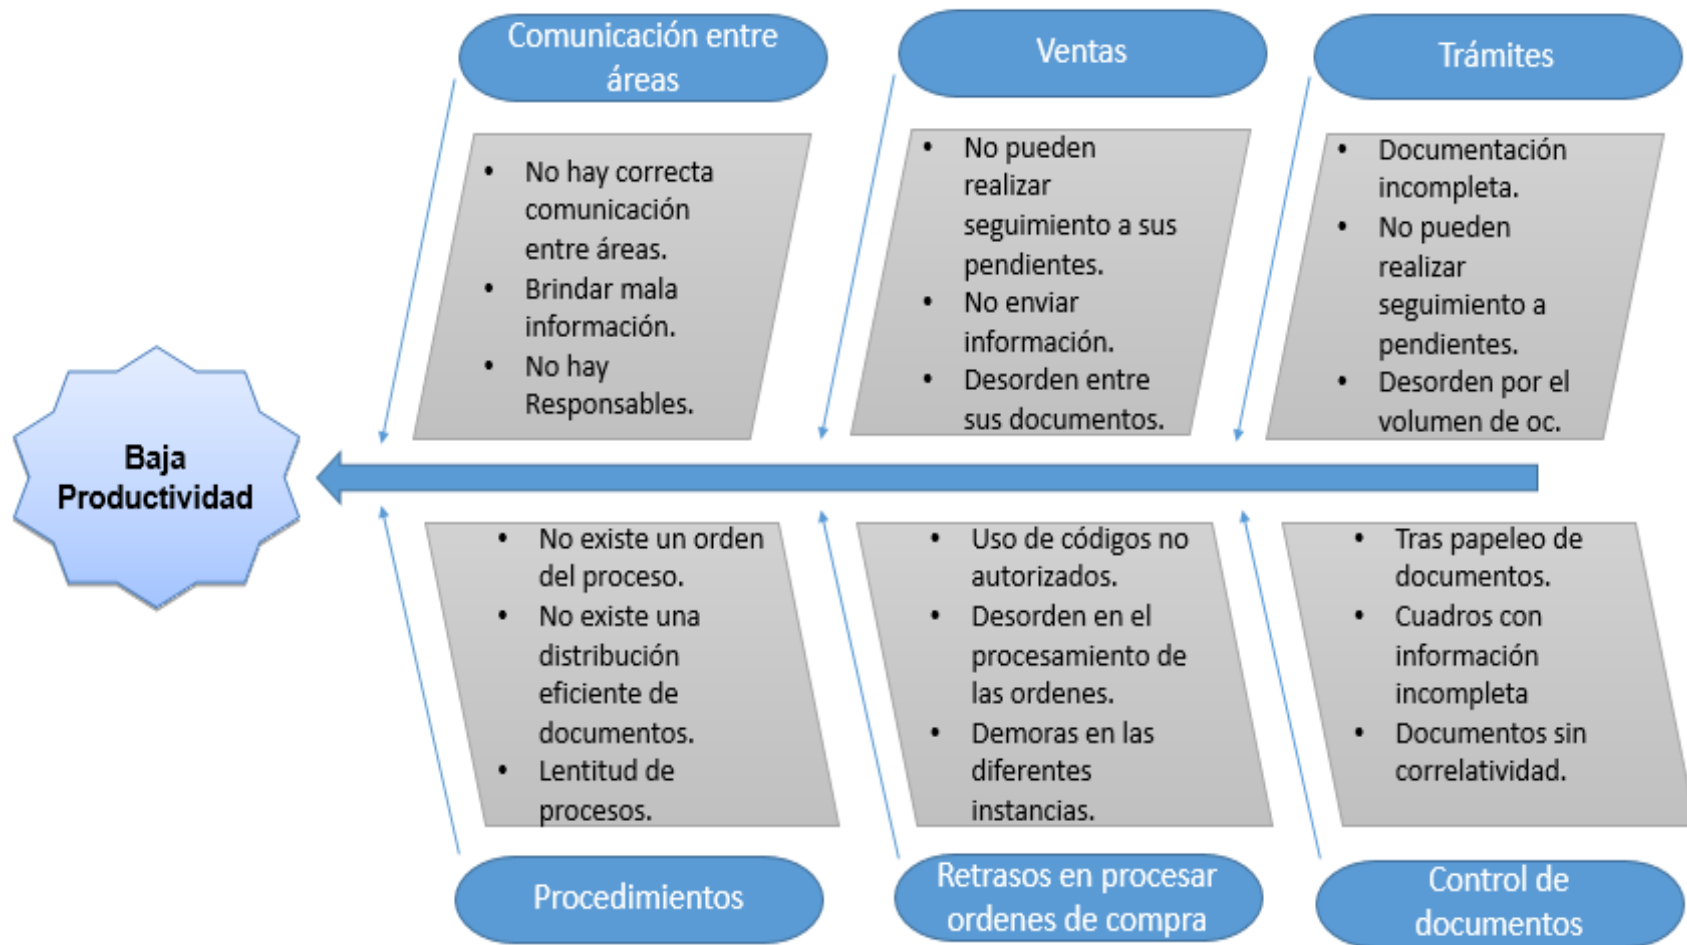 Comunicación entre
áreas
Ventas
Trámites
• No hay correcta
comunicación
entre áreas.
• Brindar mala
información.
• No hay
Responsables.
• No pueden
realizar
seguimiento a sus
pendientes.
• No enviar
información.
• Desorden entre
sus documentos.
• Documentación
incompleta.
• No pueden
realizar
seguimiento a
pendientes.
• Desorden por el
volumen de oc.
Baja
Productividad
• No existe un orden
del proceso.
• No existe una
distribución
eficiente de
documentos.
• Lentitud de
procesos.
• Uso de códigos no
autorizados.
• Desorden en el
procesamiento de
las ordenes.
• Demoras en las
diferentes
instancias.
• Tras papeleo de
documentos.
• Cuadros con
información
incompleta
• Documentos sin
correlatividad.
Procedimientos
Retrasos en procesar
ordenes de compra
Control de
documentos